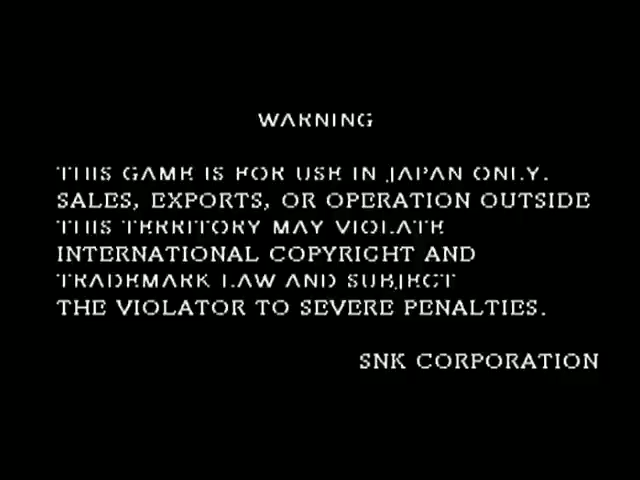 WARNING
THIS GAME IS FOR USE IN JAPAN ONLY.
SALES, EXPORTS, OR OPERATION OUTSIDE
THIS TERRITORY MAY VIOLATE
INTERNATIONAL COPYRIGHT AND
TRADEMARK LAW AND SUBJECT
THE VIOLATOR TO SEVERE PENALTIES.
SNK CORPORATION